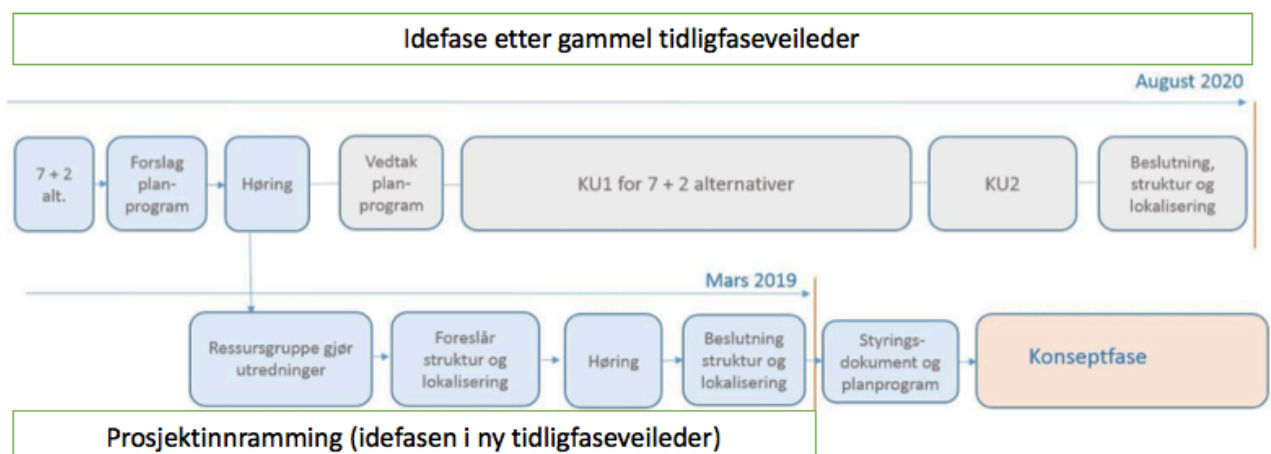 Idefase etter gammel tidligfaseveileder
August 2020
7 + 2
alt.
Forslag
plan-
program
Høring
Vedtak
plan-
program
KU1 for 7 + 2 alternativer
KU2
Beslutning,
struktur og
lokalisering
Mars 2019
Ressursgruppe gjør
utredninger
Foreslår
struktur og
lokalisering
Høring
Beslutning
struktur og
lokalisering
Styrings-
dokument og
planprogram
Konseptfase
Prosjektinnramming (idefasen i ny tidligfaseveileder)